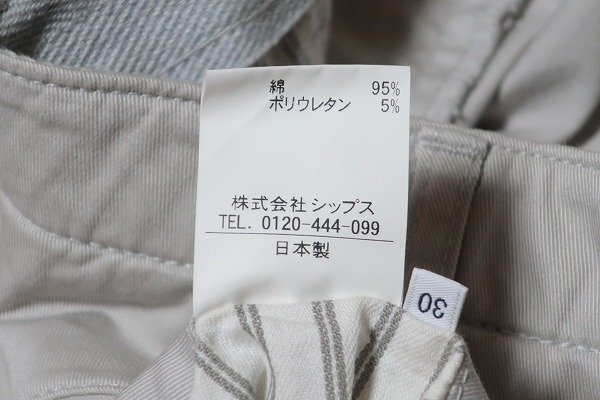 綿 95%
ポリウレタン 5%
株式会社シップス
TEL. 0120-444-099
日本製
30